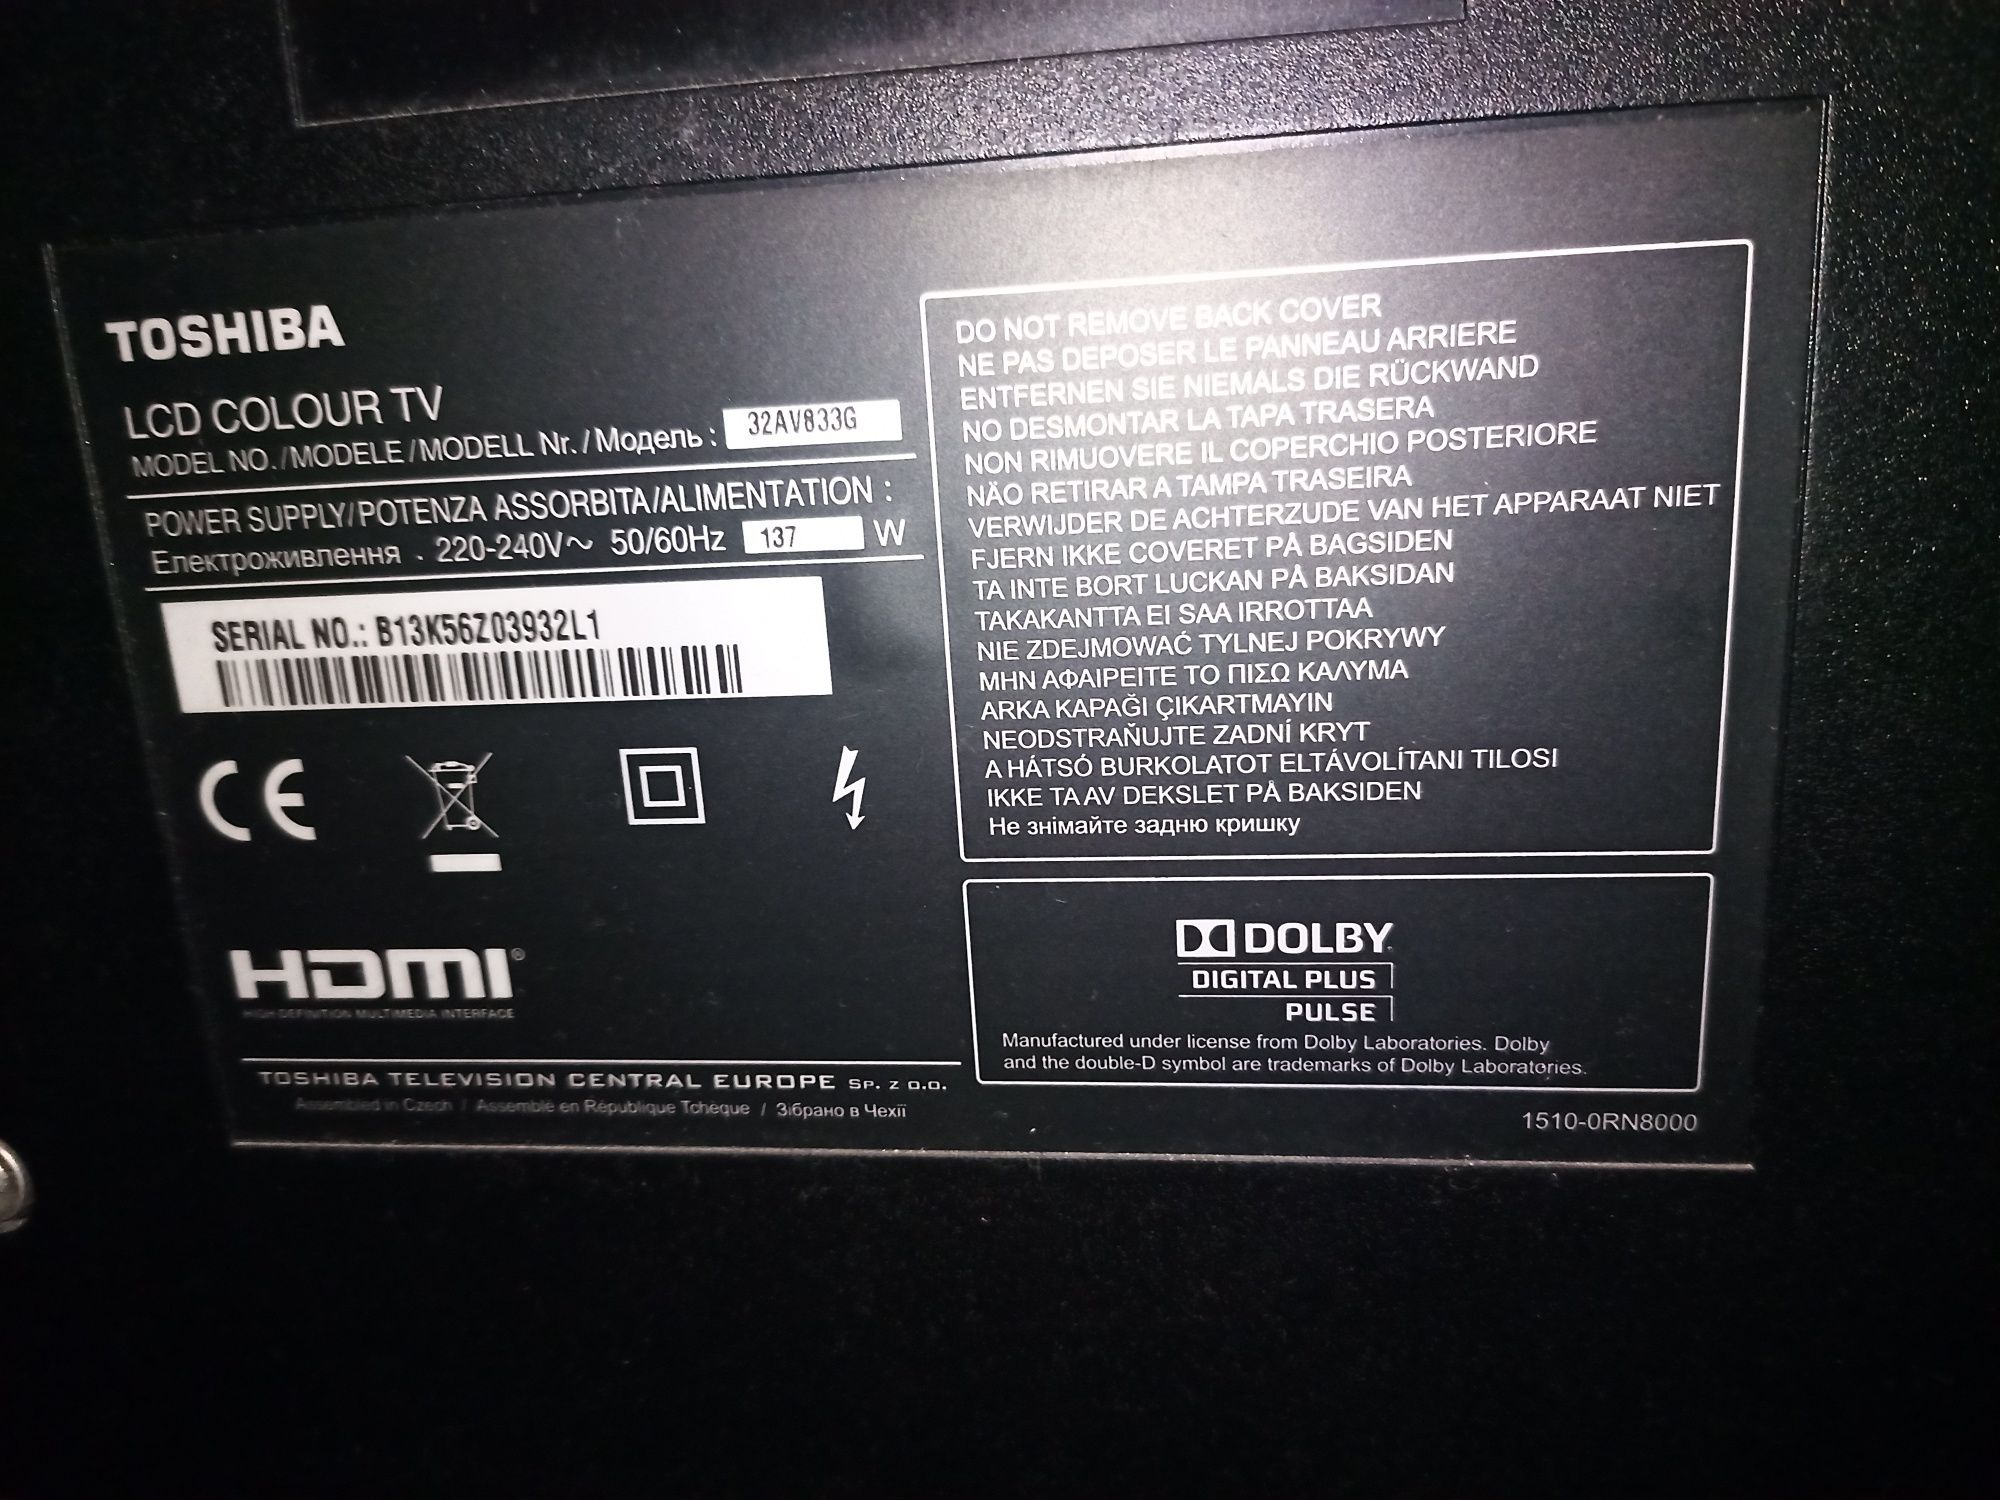 TOSHIBA
LCD COLOUR TV
MODEL NO./MODELE/MODELL Nr./Модель : 32AV833G
POWER SUPPLY/POTENZA ASSORBITA/ALIMENTATION :
Електроживлення . 220-240V~ 50/60Hz 137 W
SERIAL NO.: B13K56Z03932L1
CE
HDMI®
HIGH-DEFINITION MULTIMEDIA INTERFACE
TOSHIBA TELEVISION CENTRAL EUROPE SP. Z O.O.
Assembled in Czech / Assemblé en République Tcheque / Зібрано в Чехії
DO NOT REMOVE BACK COVER
NE PAS DEPOSER LE PANNEAU ARRIERE
ENTFERNEN SIE NIEMALS DIE RÜCKWAND
NO DESMONTAR LA TAPA TRASERA
NON RIMUOVERE IL COPERCHIO POSTERIORE
NÃO RETIRAR A TAMPA TRASEIRA
VERWIJDER DE ACHTERZUDE VAN HET APPARAAT NIET
FJERN IKKE COVERET PÅ BAGSIDEN
TA INTE BORT LUCKAN PÅ BAKSIDAN
TAKAKANTTA EI SAA IRROTTAA
NIE ZDEJMOWAĆ TYLNEJ POKRYWY
ΜΗΝ ΑΦΑΙΡΕΙΤΕ ΤΟ ΠΙΣΩ ΚΑΛΥΜΑ
ARKA KAPAĞI ÇIKARTMAYIN
NEODSTRAŇUJTE ZADNÍ KRYT
A HÁTSÓ BURKOLATOT ELTÁVOLÍTANI TILOSI
IKKE TA AV DEKSLET PÅ BAKSIDEN
Не знімайте задню кришку
DOLBY
DIGITAL PLUS
PULSE
Manufactured under license from Dolby Laboratories. Dolby
and the double-D symbol are trademarks of Dolby Laboratories.
1510-0RN8000